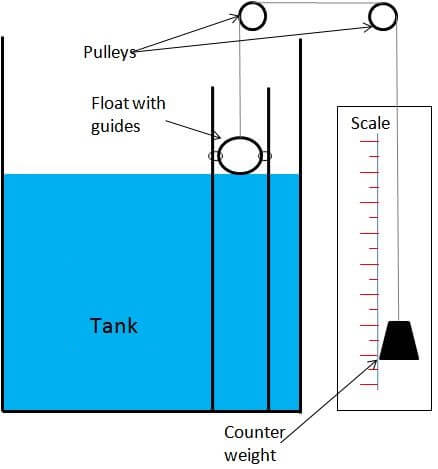 Pulleys
Float with
guides
Scale
Tank
Counter
weight